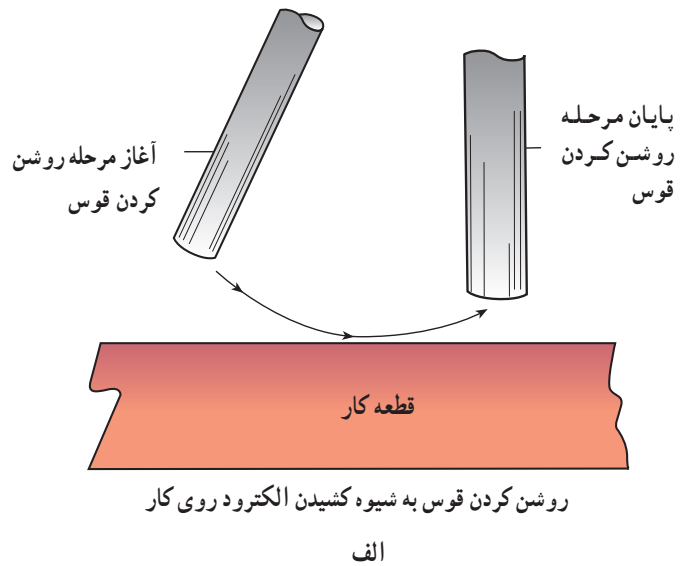 پایان مرحله
روشن کردن
قوس
آغاز مرحله روشن
کردن قوس
قطعه کار
روشن کردن قوس به شیوه کشیدن الکترود روی کار
الف